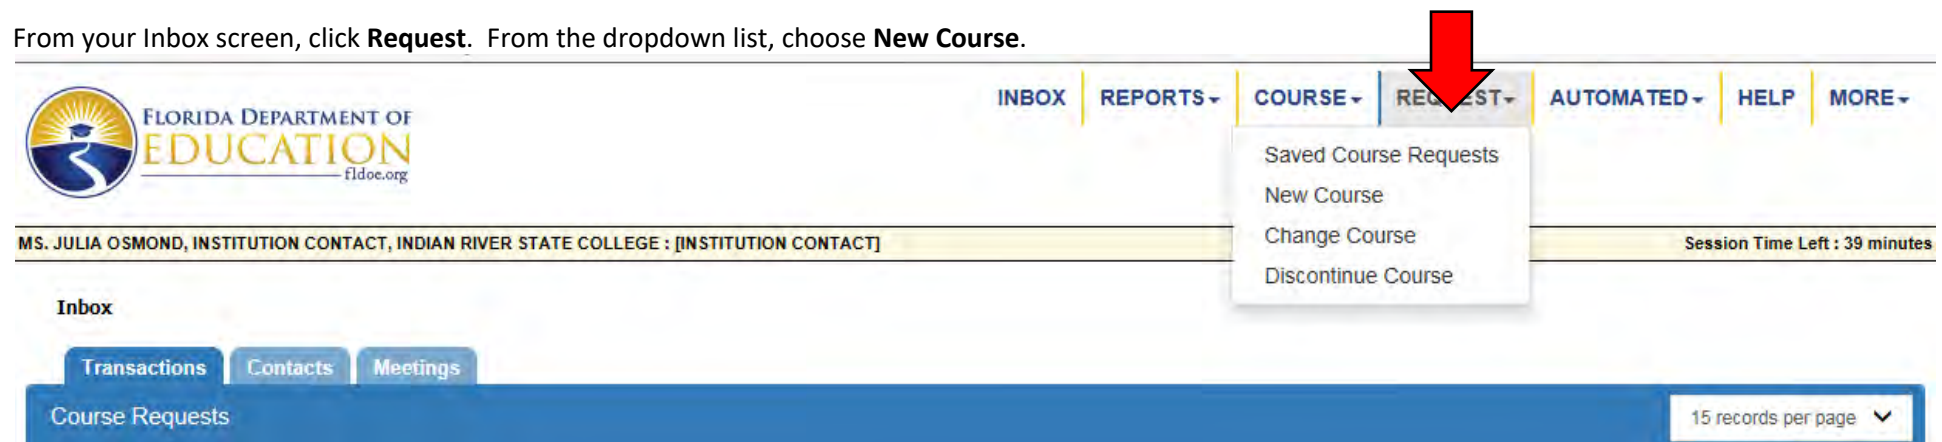 From your Inbox screen, click Request. From the dropdown list, choose New Course.
FLORIDA DEPARTMENT OF
EDUCATION
fldoe.org
INBOX REPORTS COURSE REQUEST AUTOMATED HELP MORE
Saved Course Requests
New Course
Change Course
Discontinue Course
MS. JULIA OSMOND, INSTITUTION CONTACT, INDIAN RIVER STATE COLLEGE : [INSTITUTION CONTACT]
Session Time Left : 39 minutes
Inbox
Transactions Contacts Meetings
Course Requests
15 records per page